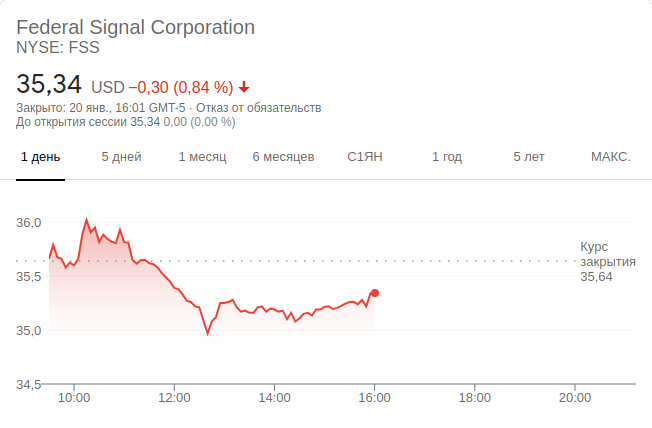 Federal Signal Corporation
NYSE: FSS
35,34 USD −0,30 (0,84 %)
Закрыто: 20 янв., 16:01 GMT-5 · Отказ от обязательств
До открытия сессии 35,34 0,00 (0,00 %)
1 день 5 дней 1 месяц 6 месяцев С1ЯН 1 год 5 лет МАКС.
36,0
Курс
закрытия
35,64
35,5
35,0
34,5
10:00 12:00 14:00 16:00 18:00 20:00